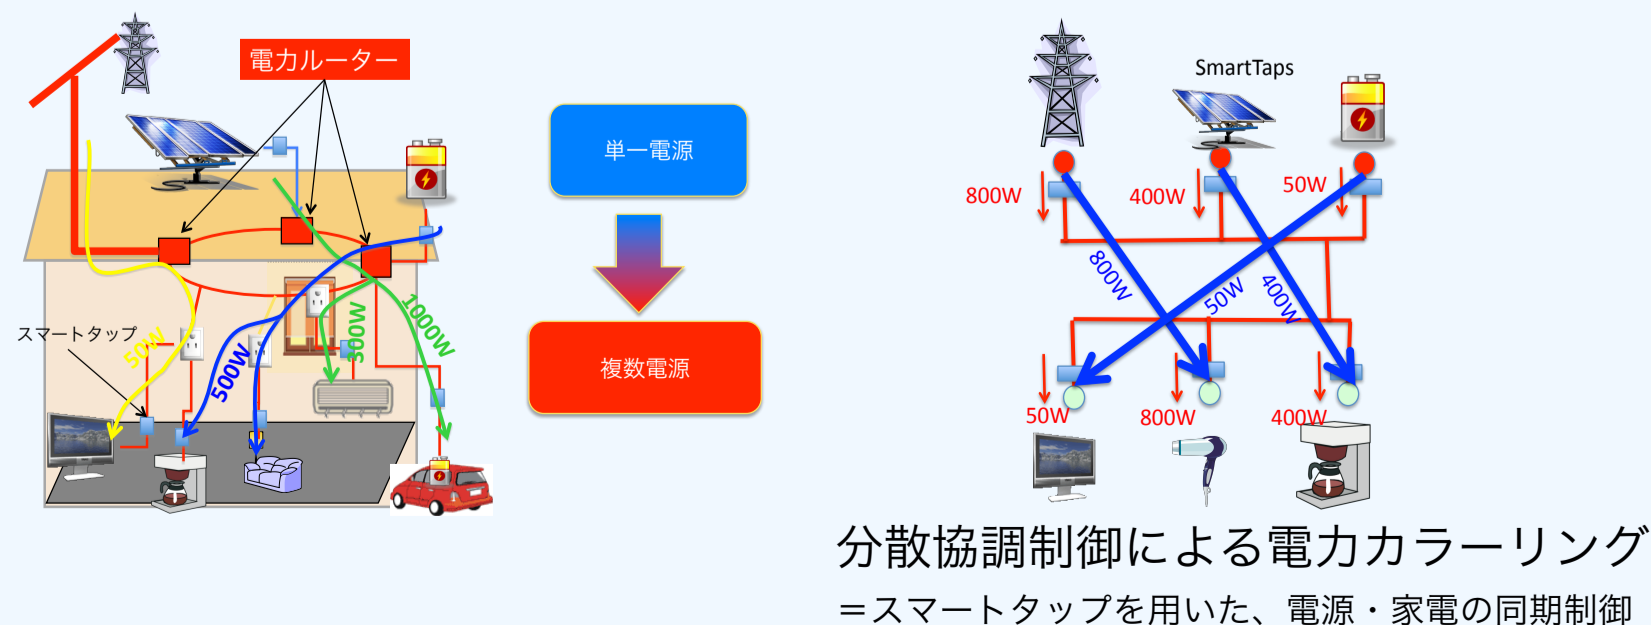 電力ルーター
スマートタップ
50W
500W
300W
1000W
単一電源
複数電源
SmartTaps
800W
400W
50W
800W
50W
400W
50W
800W
400W
分散協調制御による電力カラーリング
＝スマートタップを用いた、電源・家電の同期制御